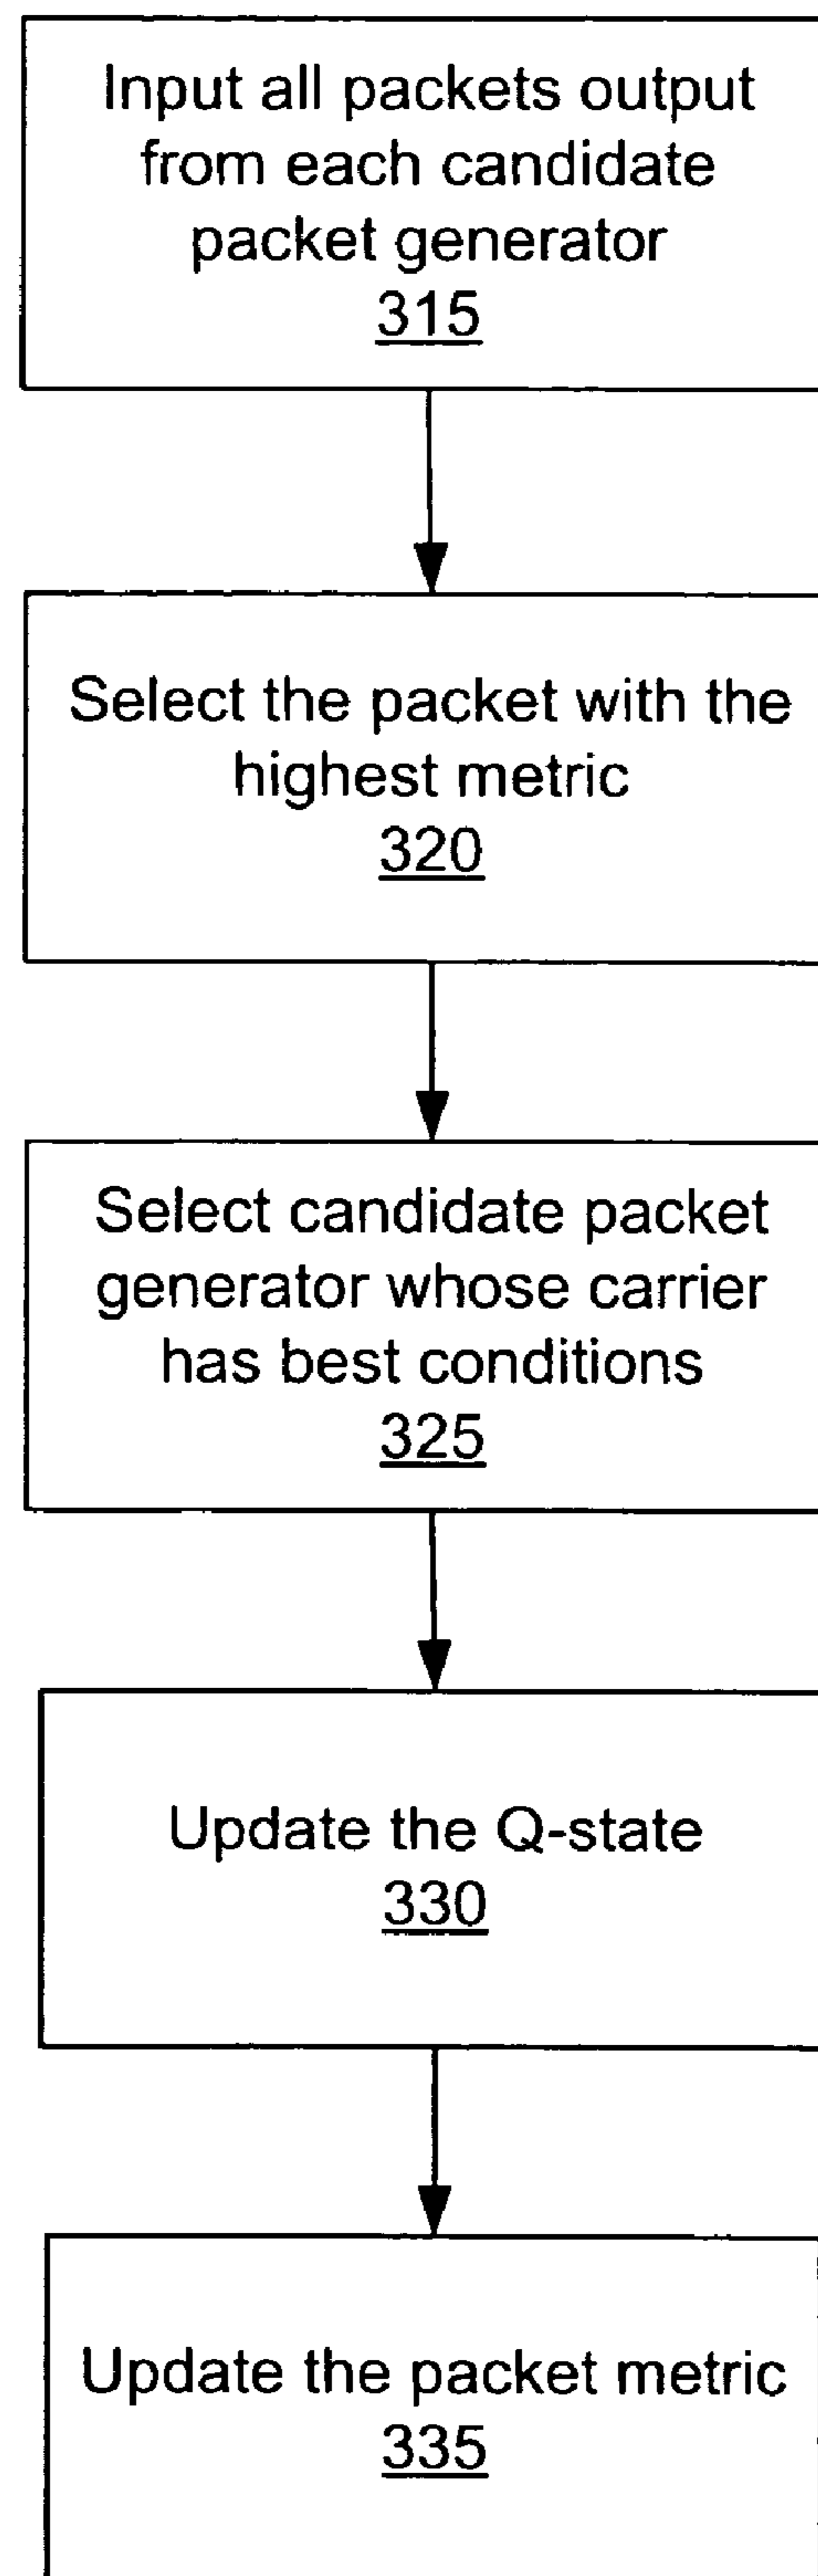 Input all packets output
from each candidate
packet generator
315
Select the packet with the
highest metric
320
Select candidate packet
generator whose carrier
has best conditions
325
Update the Q-state
330
Update the packet metric
335